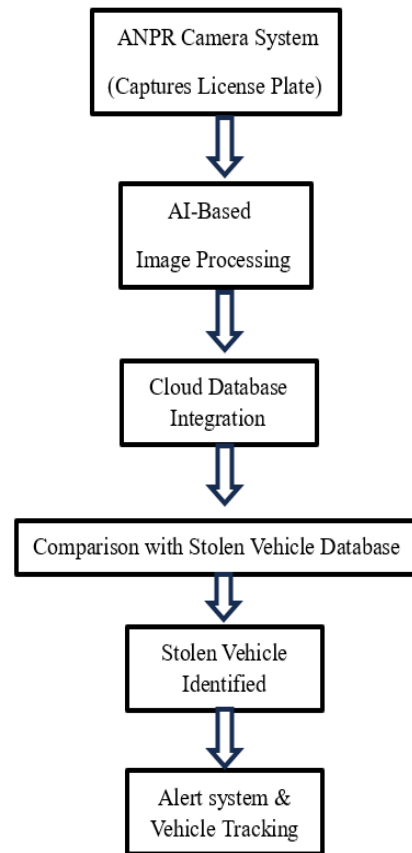 ANPR Camera System
(Captures License Plate)
AI-Based
Image Processing
Cloud Database
Integration
Comparison with Stolen Vehicle Database
Stolen Vehicle
Identified
Alert system &
Vehicle Tracking